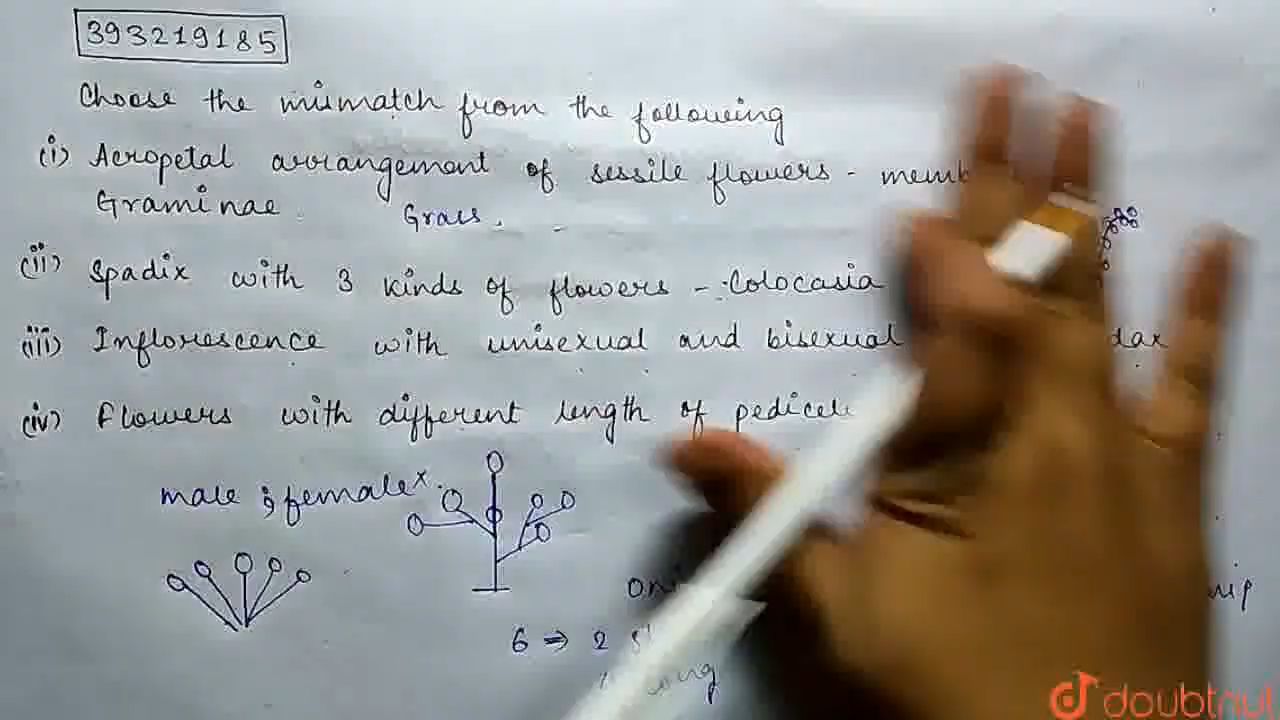 393219185
Choose the mismatch from the following
(i) Acropetal arrangement of sessile flowers - memb
Graminae. Grass.
(ii) Spadix with 3 kinds of flowers - Colocasia
(iii) Inflorescence with unisexual and bisexual dax
(iv) Flowers with different length of pedicel
male & female x.
6 ⇒ 2
doubtnut